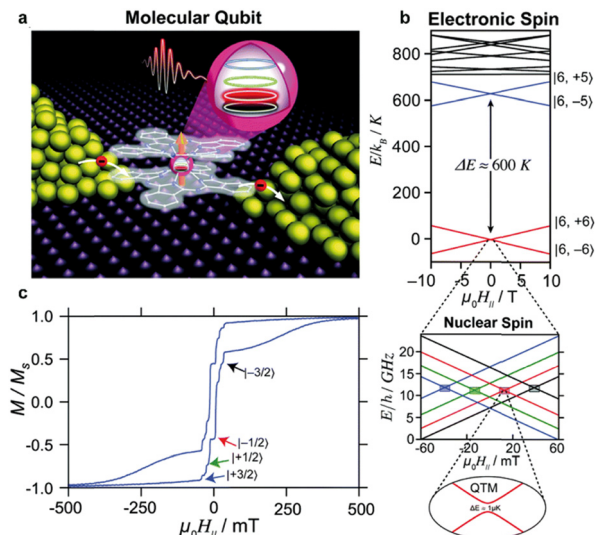 a
Molecular Qubit
b
Electronic Spin
800
600
400
200
0
E/k_B / K
|6, +5⟩
|6, −5⟩
ΔE ≈ 600 K
|6, +6⟩
|6, −6⟩
−10
−5
0
5
10
μ₀H// / T
c
1.0
0.5
0.0
-0.5
-1.0
M / Ms
|−3/2⟩
|−1/2⟩
|+1/2⟩
|+3/2⟩
-500
-250
0
250
500
μ₀H// / mT
Nuclear Spin
20
15
10
5
0
E/h / GHz
-60
-20
20
60
μ₀H// / mT
QTM
ΔE = 1μK